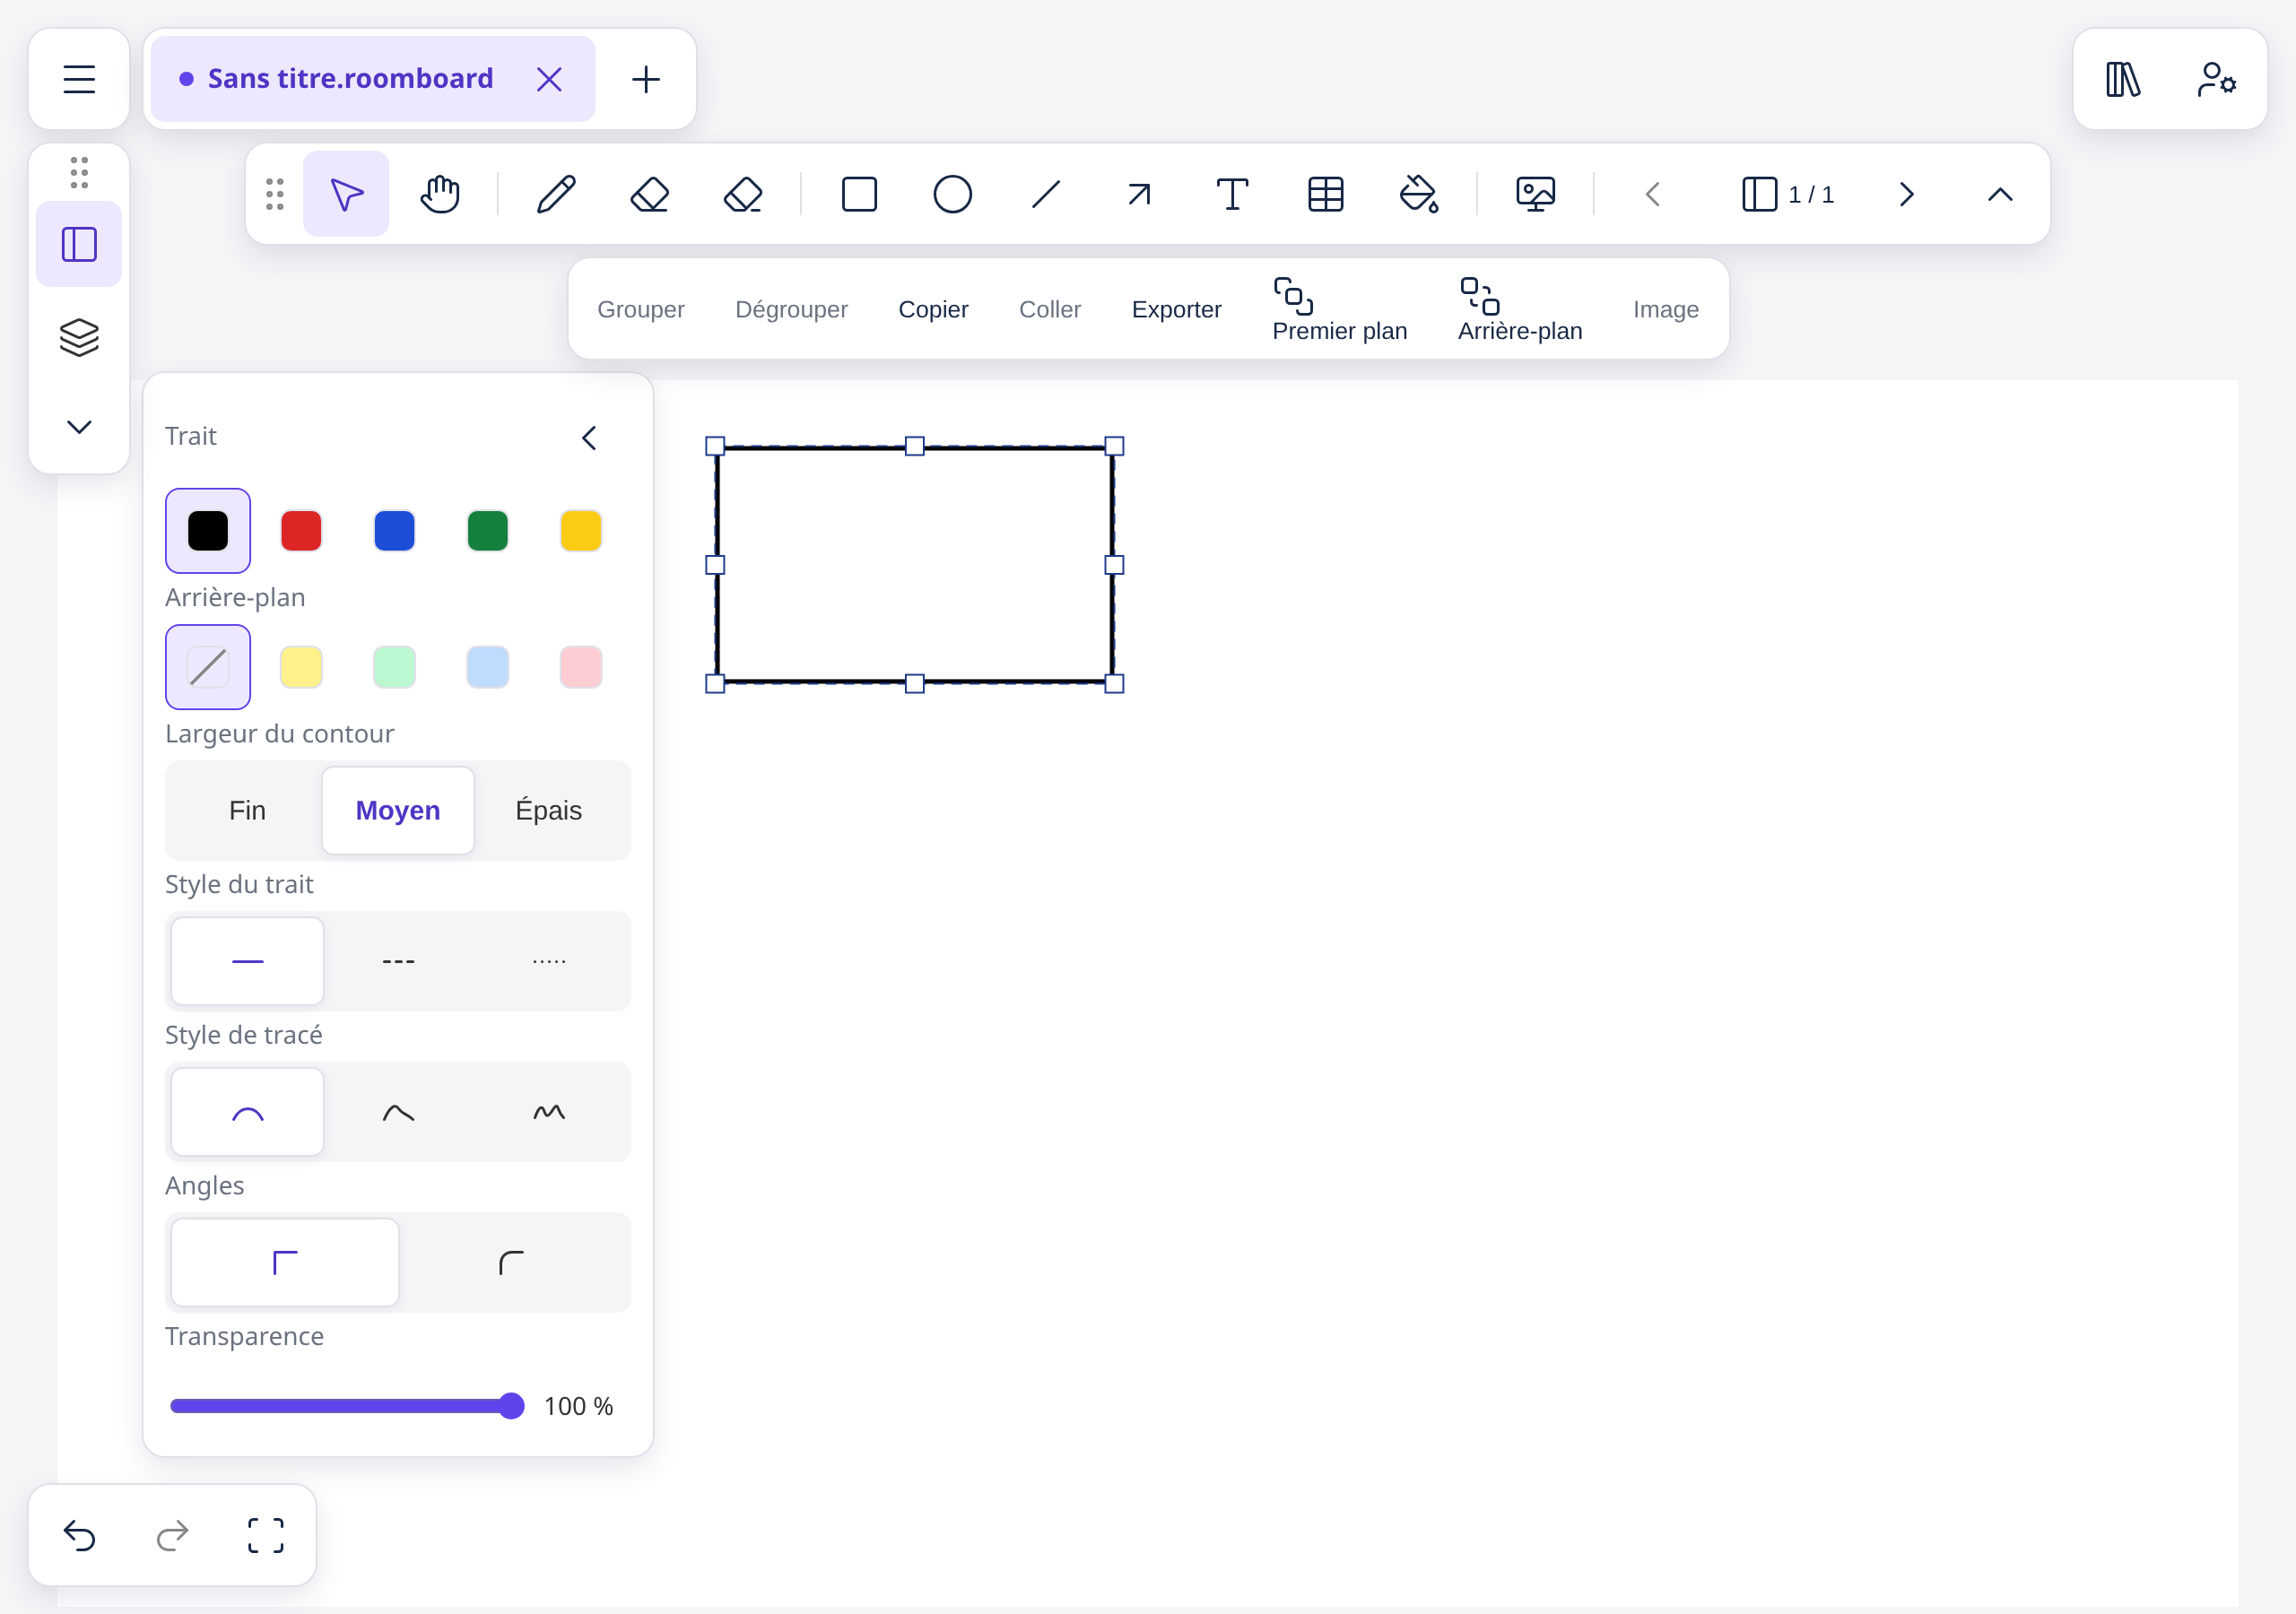 Sans titre.roomboard
1 / 1
Grouper Dégrouper Copier Coller Exporter Premier plan Arrière-plan Image
Trait
Arrière-plan
Largeur du contour
Fin Moyen Épais
Style du trait
Style de tracé
Angles
Transparence
100 %